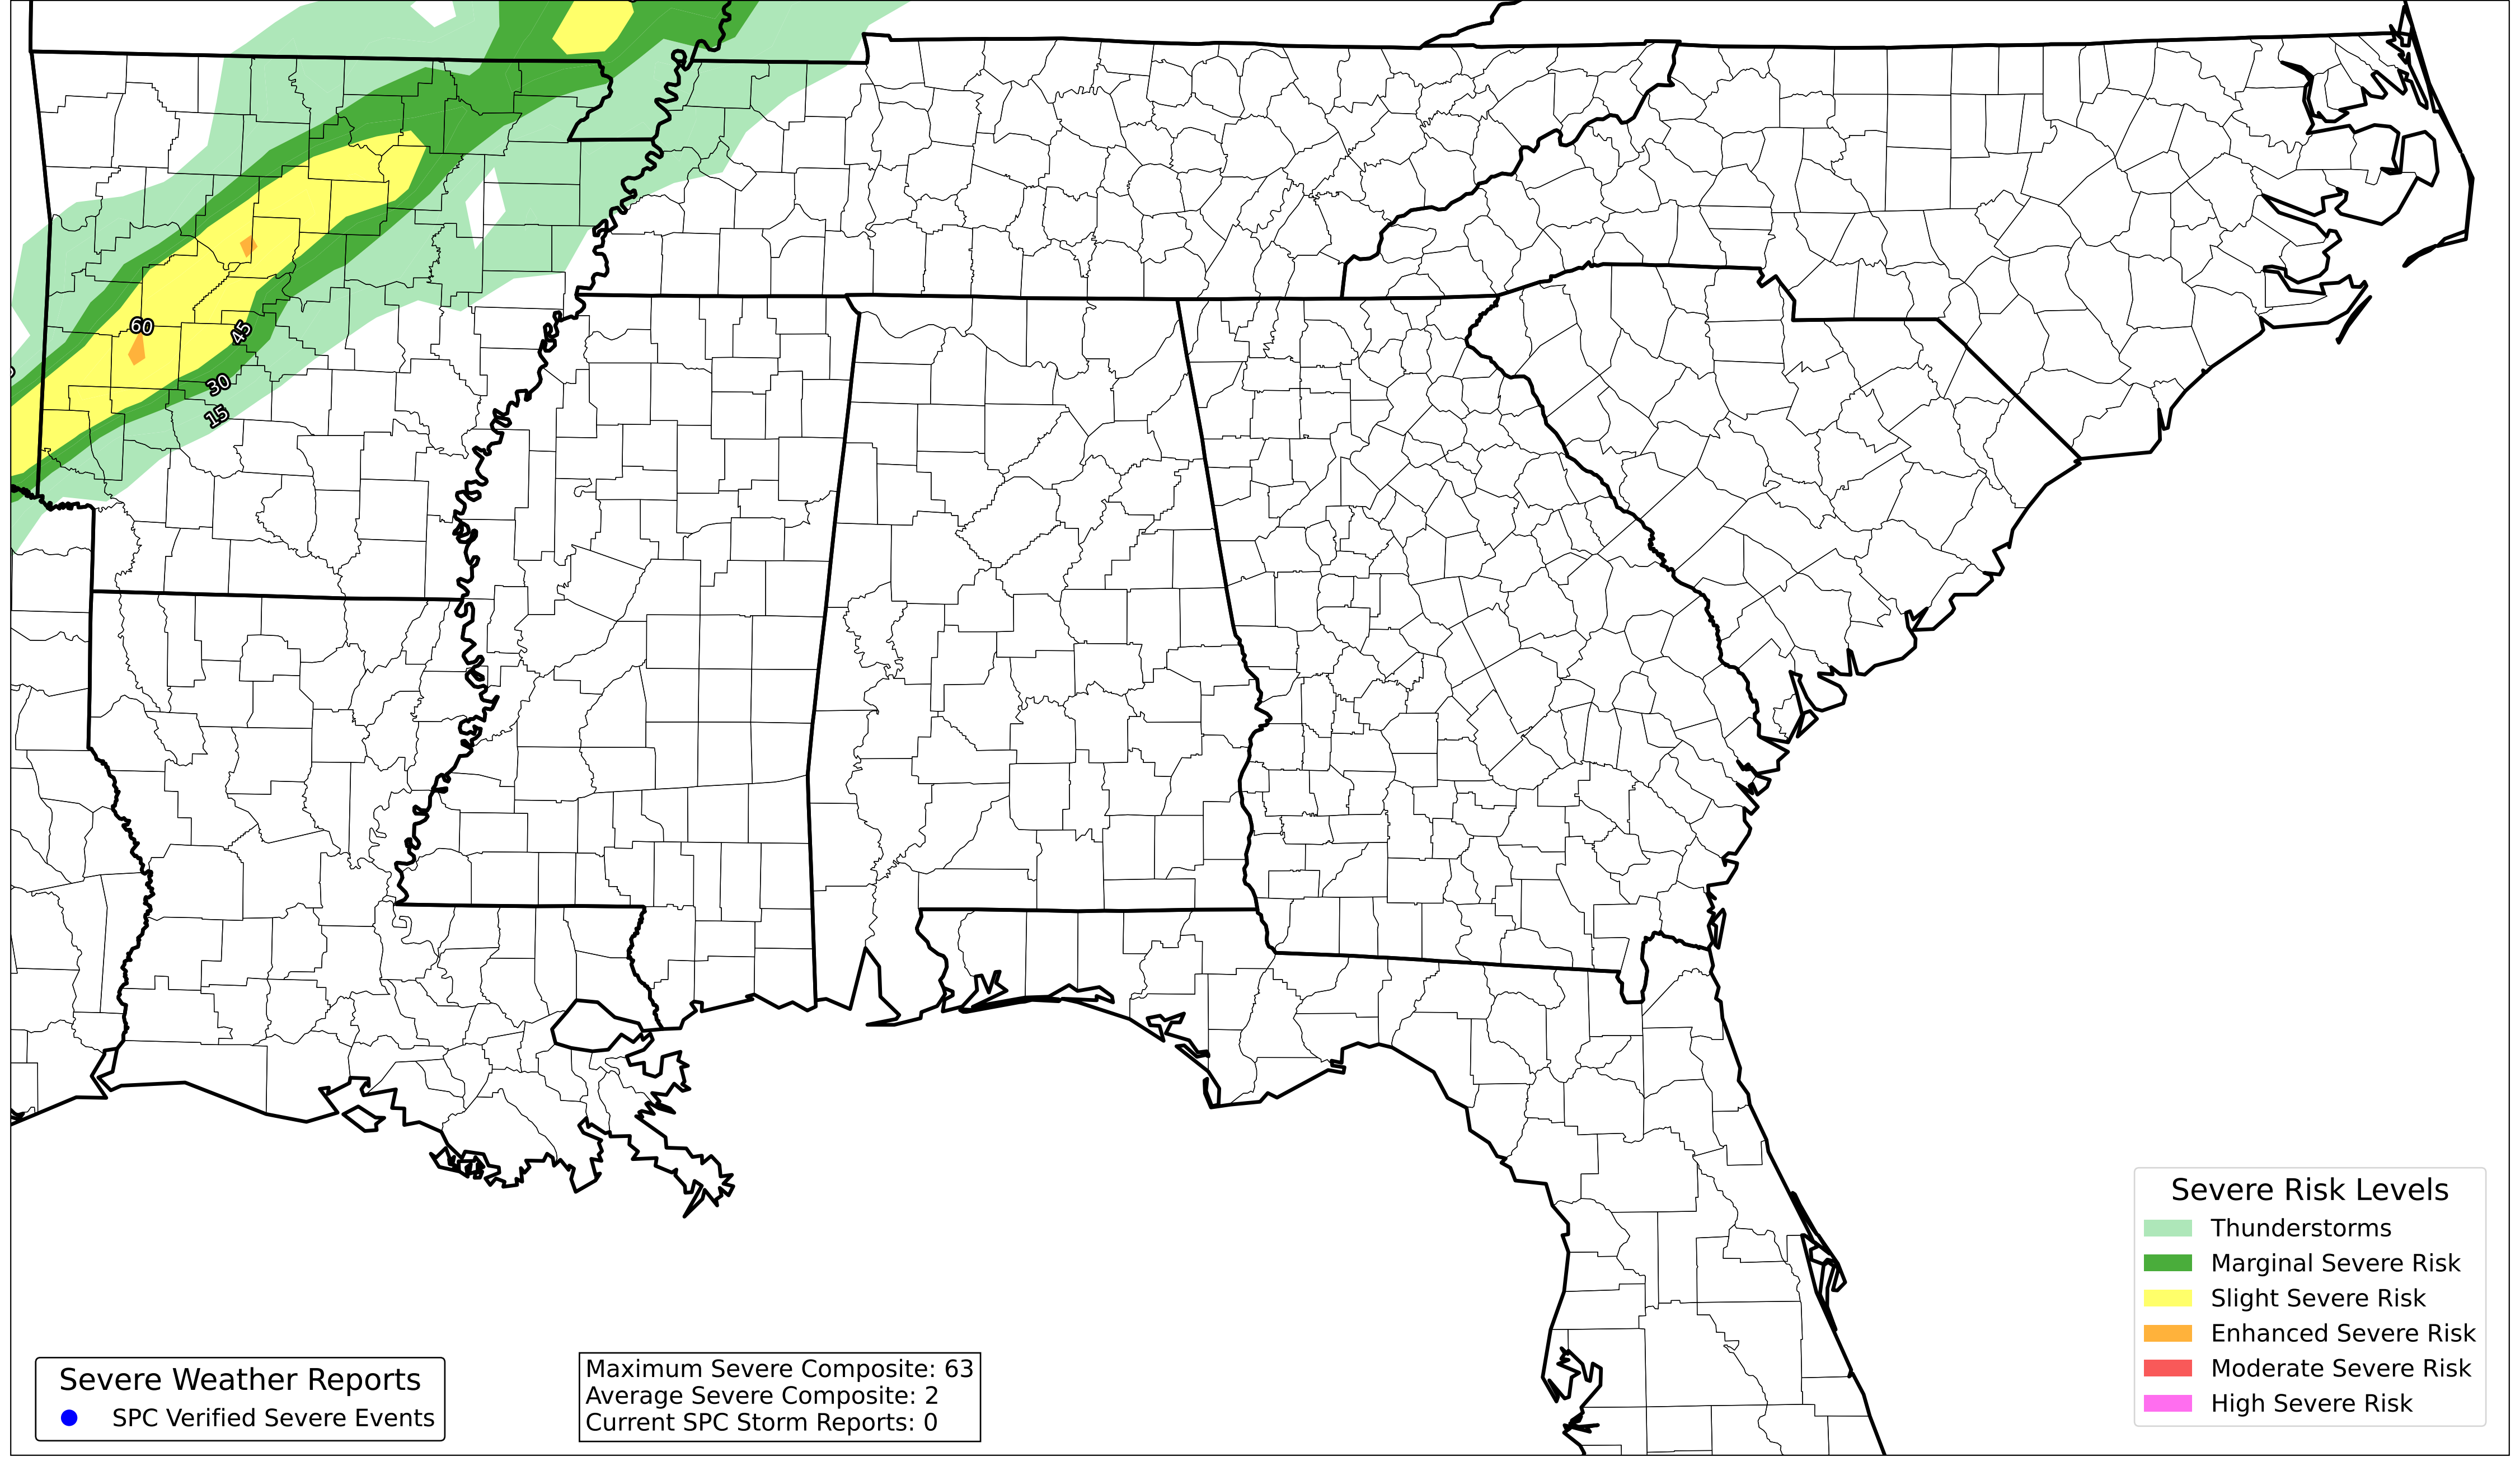 60
45
30
15
Severe Risk Levels
Thunderstorms
Marginal Severe Risk
Slight Severe Risk
Enhanced Severe Risk
Moderate Severe Risk
High Severe Risk
Severe Weather Reports
SPC Verified Severe Events
Maximum Severe Composite: 63
Average Severe Composite: 2
Current SPC Storm Reports: 0